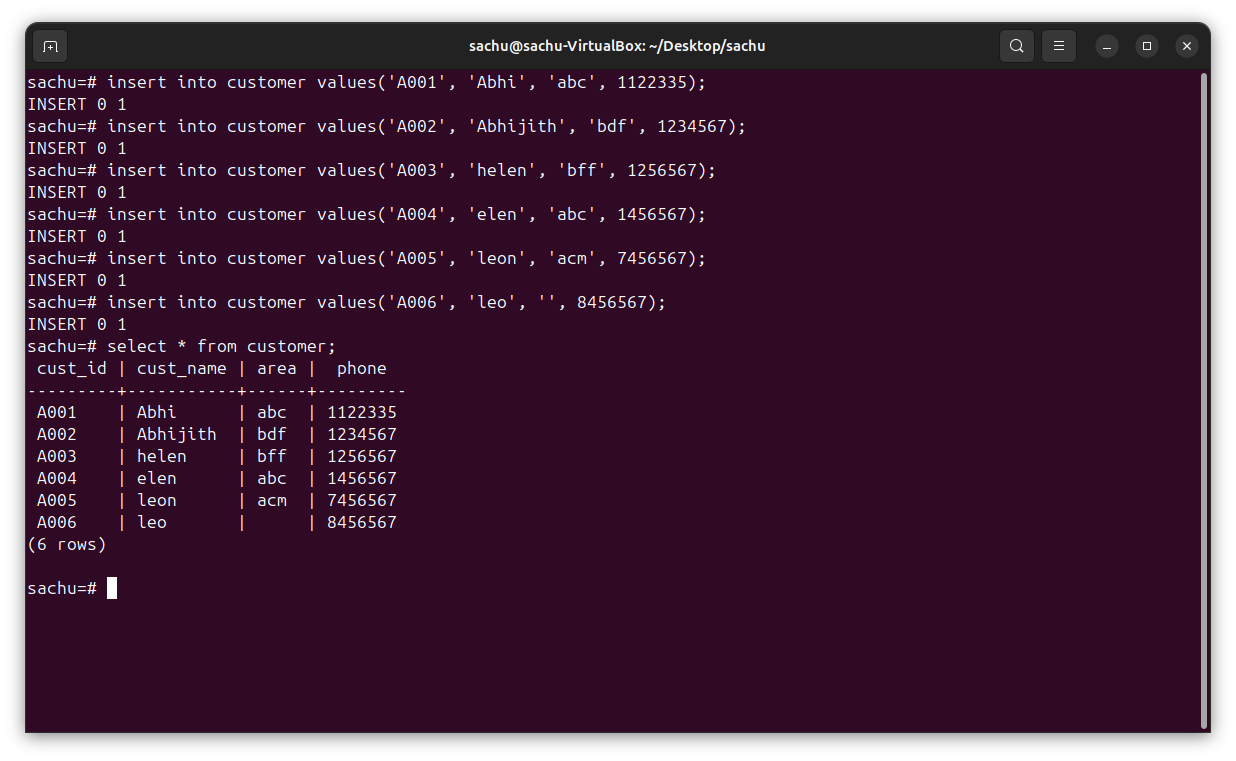 sachu@sachu-VirtualBox: ~/Desktop/sachu
sachu=# insert into customer values('A001', 'Abhi', 'abc', 1122335);
INSERT 0 1
sachu=# insert into customer values('A002', 'Abhijith', 'bdf', 1234567);
INSERT 0 1
sachu=# insert into customer values('A003', 'helen', 'bff', 1256567);
INSERT 0 1
sachu=# insert into customer values('A004', 'elen', 'abc', 1456567);
INSERT 0 1
sachu=# insert into customer values('A005', 'leon', 'acm', 7456567);
INSERT 0 1
sachu=# insert into customer values('A006', 'leo', '', 8456567);
INSERT 0 1
sachu=# select * from customer;
 cust_id | cust_name | area |  phone
---------+-----------+------+---------
 A001    | Abhi      | abc  | 1122335
 A002    | Abhijith  | bdf  | 1234567
 A003    | helen     | bff  | 1256567
 A004    | elen      | abc  | 1456567
 A005    | leon      | acm  | 7456567
 A006    | leo       |      | 8456567
(6 rows)
sachu=#